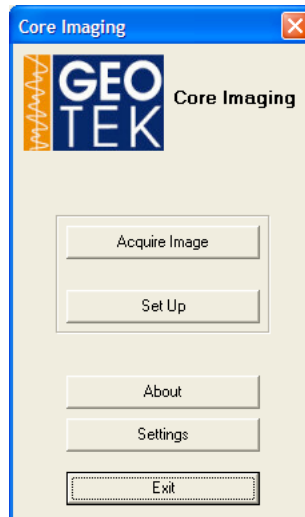 Core Imaging
GEO
TEK
Core Imaging
Acquire Image
Set Up
About
Settings
Exit